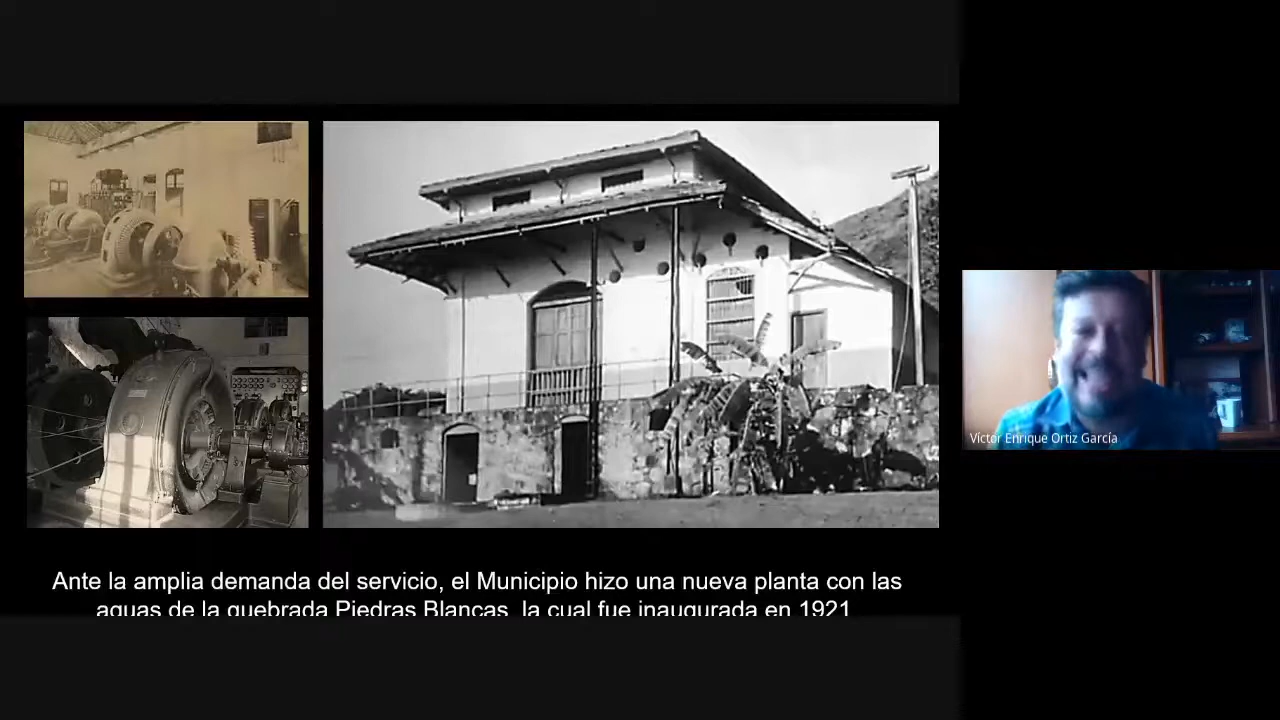 Ante la amplia demanda del servicio, el Municipio hizo una nueva planta con las
aguas de la quebrada Piedras Blancas, la cual fue inaugurada en 1921
Víctor Enrique Ortiz García